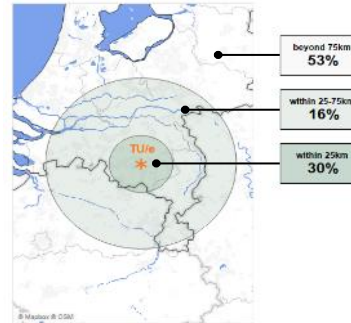 beyond 75km
53%
within 25-75km
16%
TU/e
within 25km
30%
© Mapbox © OSM